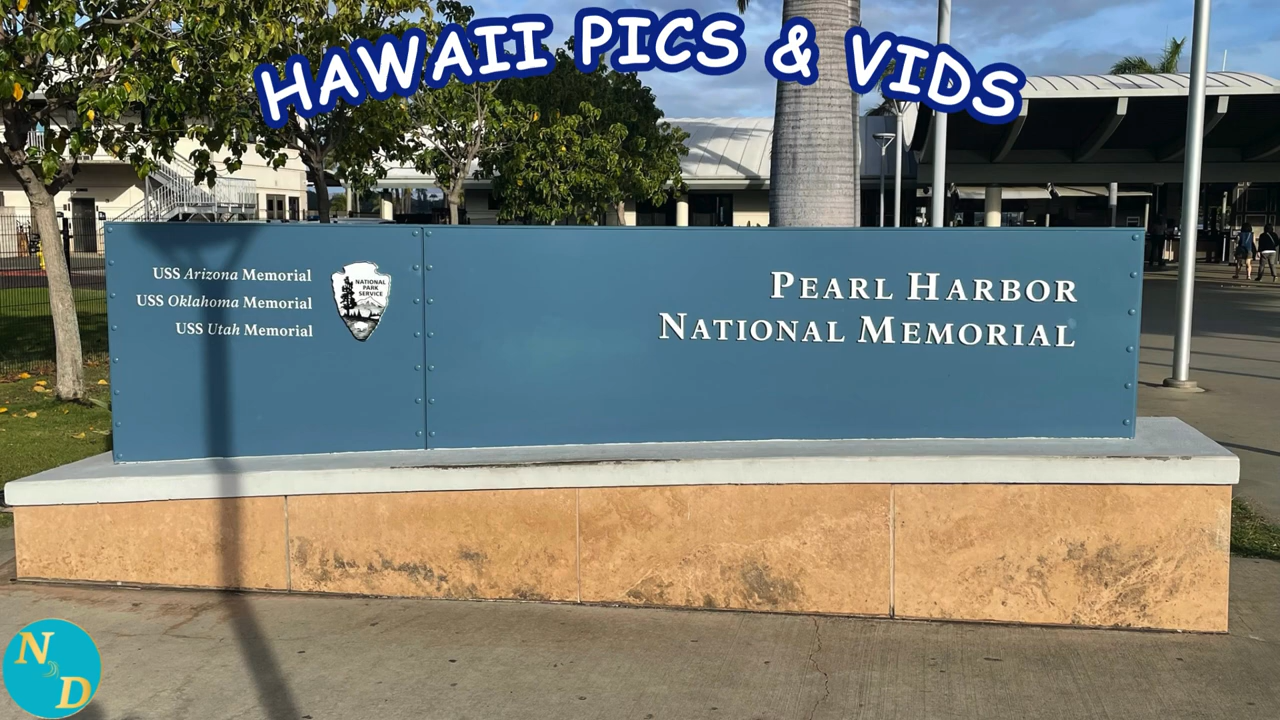 HAWAII PICS & VIDS
USS Arizona Memorial
USS Oklahoma Memorial
USS Utah Memorial
NATIONAL
PARK
SERVICE
PEARL HARBOR
NATIONAL MEMORIAL
N
D